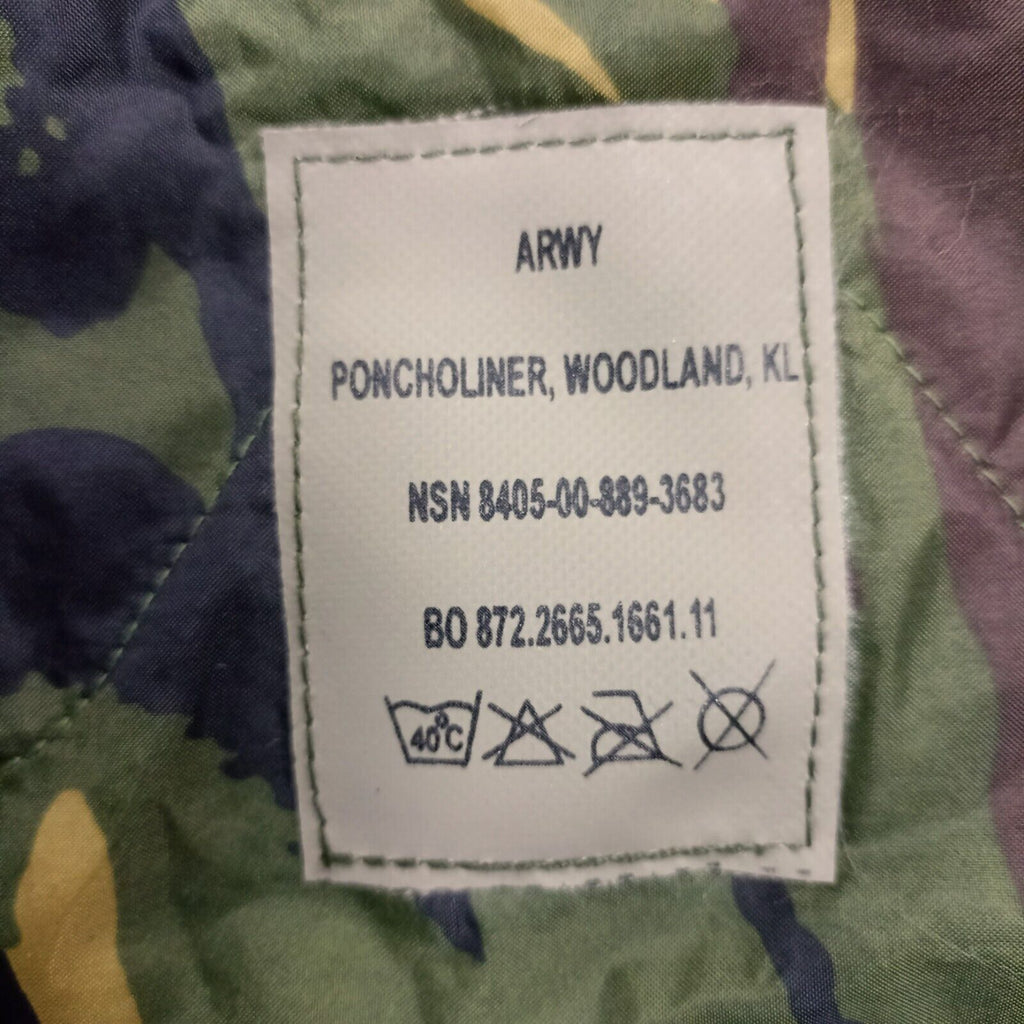 ARWY
PONCHOLINER, WOODLAND, KL
NSN 8405-00-889-3683
BO 872.2665.1661.11
40°C